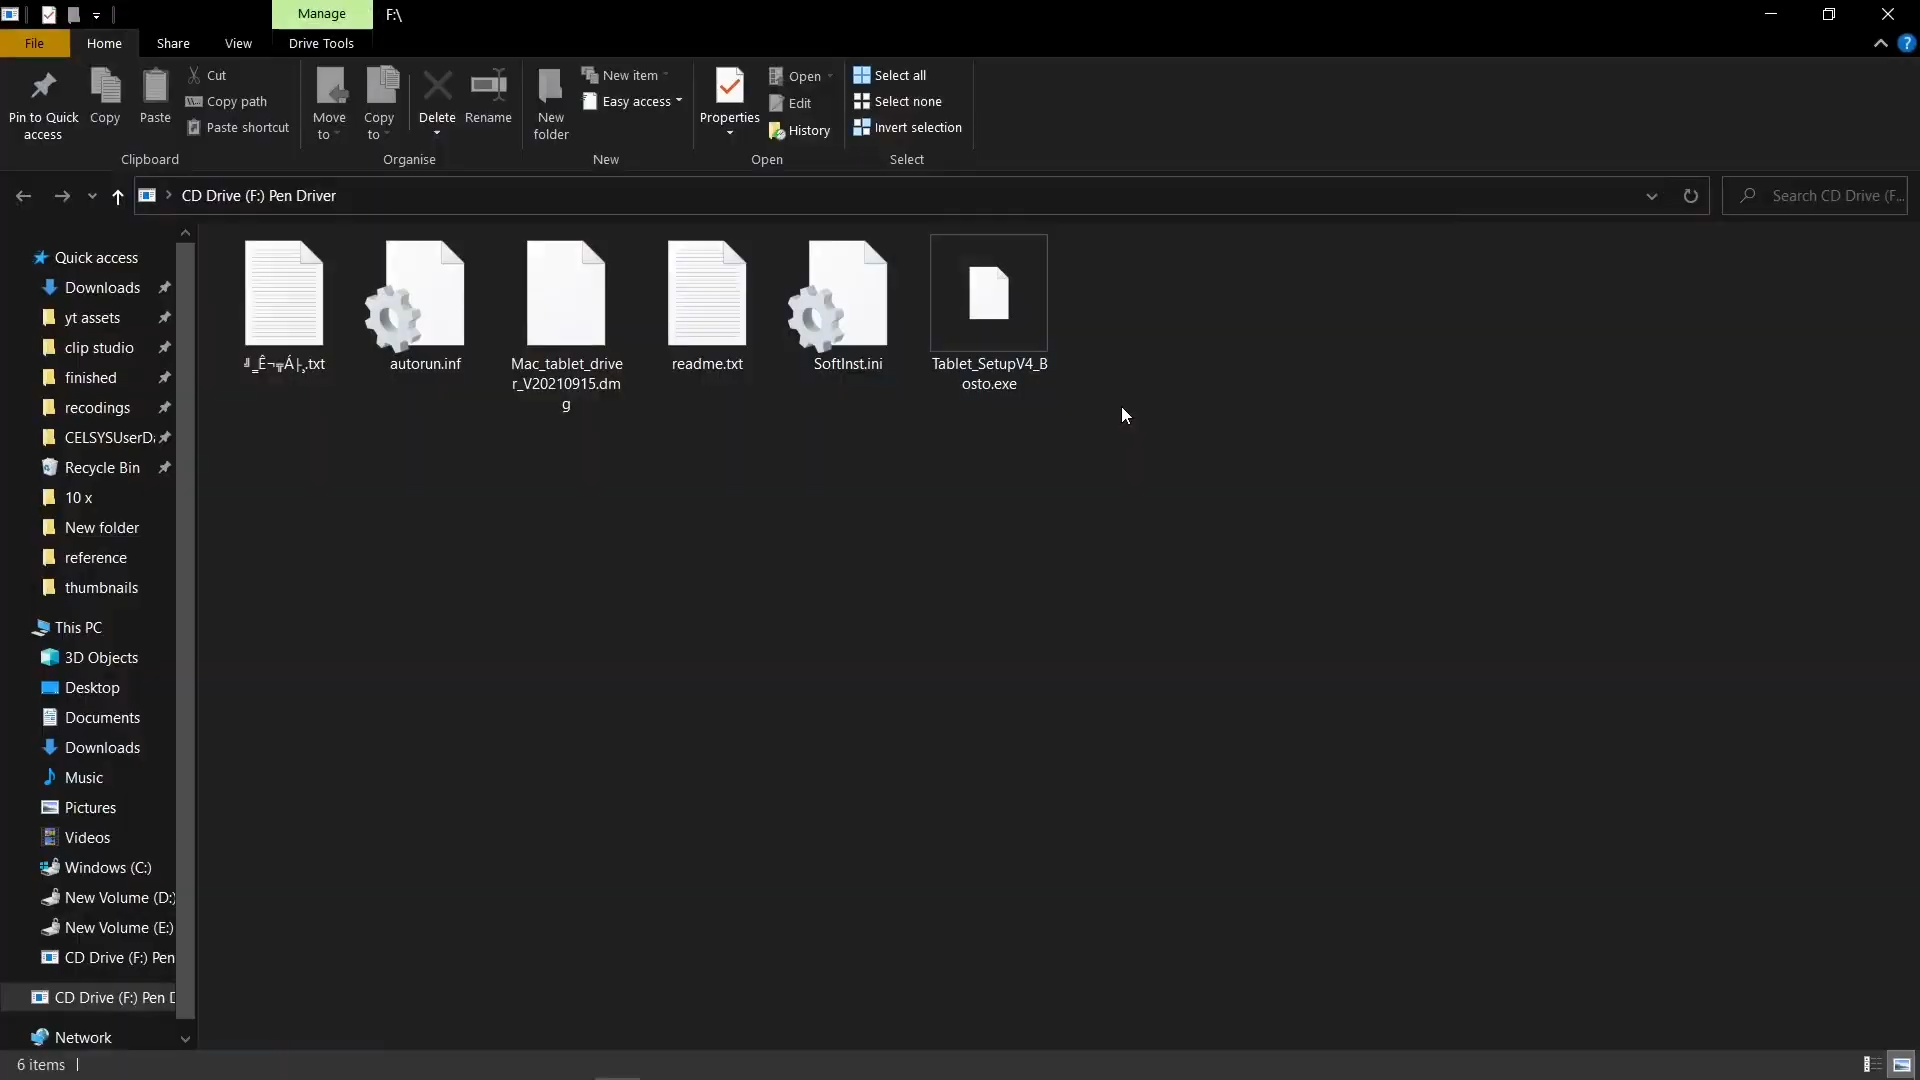 Manage
F:\
File
Home
Share
View
Drive Tools
Pin to Quick
access
Copy
Paste
Cut
Copy path
Paste shortcut
Clipboard
Move
to
Copy
to
Delete
Rename
Organise
New
folder
New item
Easy access
New
Properties
Open
Edit
History
Open
Select all
Select none
Invert selection
Select
CD Drive (F:) Pen Driver
Search CD Drive (F...
Quick access
Downloads
yt assets
clip studio
finished
recodings
CELSYSUserDa
Recycle Bin
10 x
New folder
reference
thumbnails
This PC
3D Objects
Desktop
Documents
Downloads
Music
Pictures
Videos
Windows (C:)
New Volume (D:)
New Volume (E:)
CD Drive (F:) Pen
CD Drive (F:) Pen D
Network
.txt
autorun.inf
Mac_tablet_drive
r_V20210915.dm
g
readme.txt
SoftInst.ini
Tablet_SetupV4_B
osto.exe
6 items